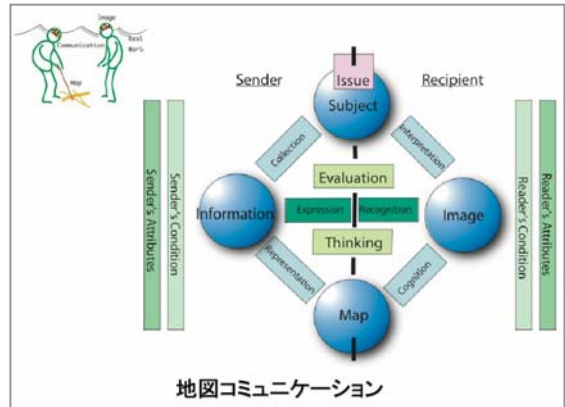 Image
Real
Communication
Work
Map
Sender
Recipient
Issue
Subject
Collection
Interpretation
Evaluation
Information
Expression
Recognition
Image
Thinking
Representation
Cognition
Map
Sender's Attributes
Sender's Condition
Reader's Condition
Reader's Attributes
地図コミュニケーション